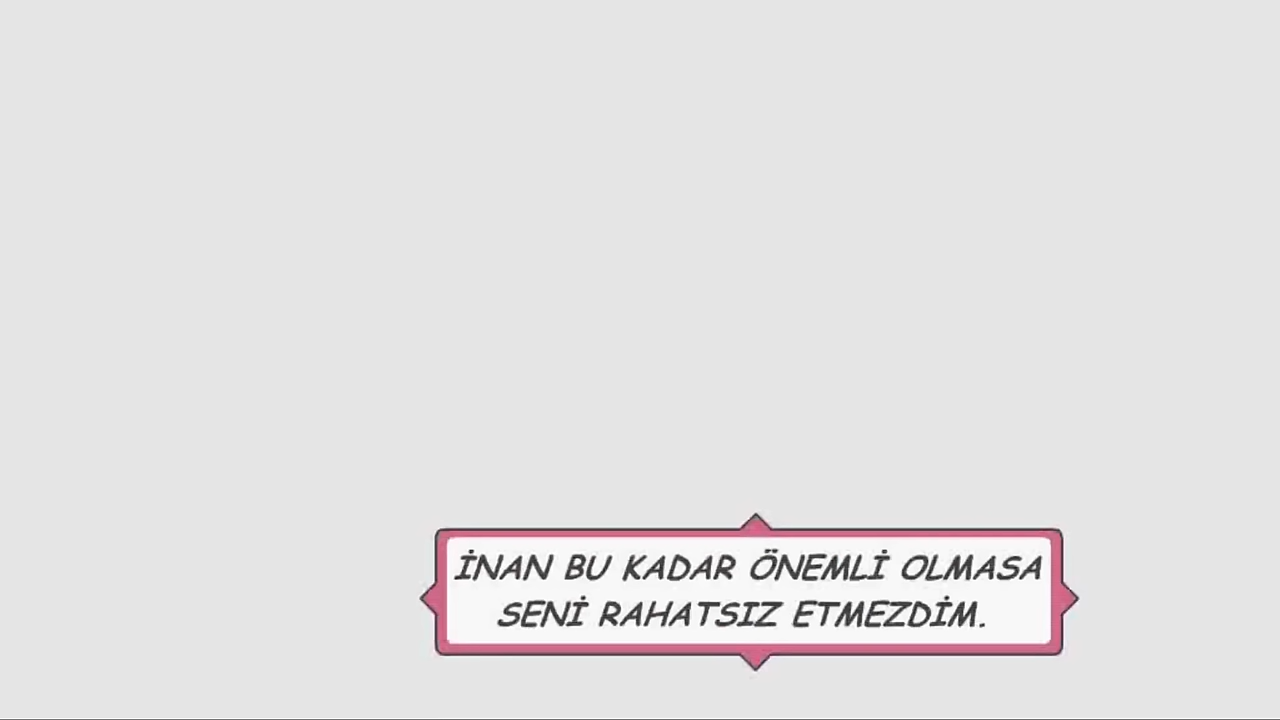 İNAN BU KADAR ÖNEMLİ OLMASA
SENİ RAHATSIZ ETMEZDİM.